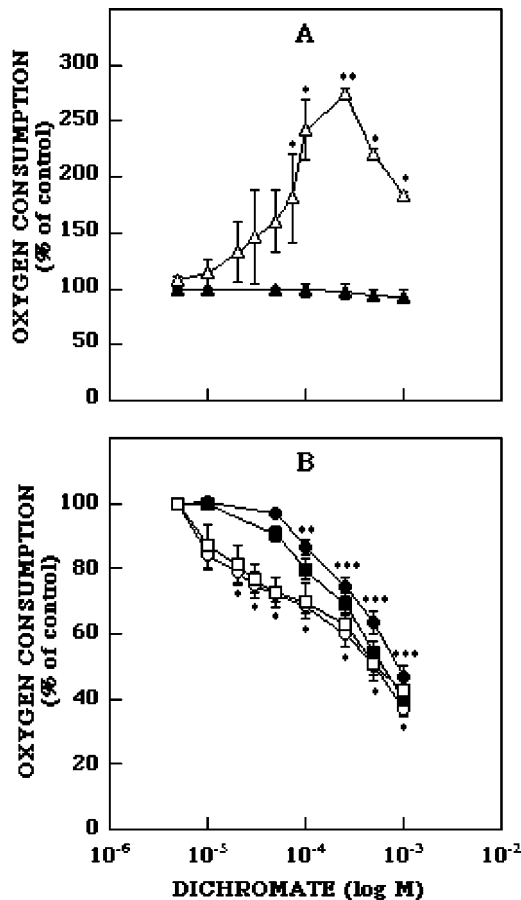 A
OXYGEN CONSUMPTION
(% of control)
300
250
200
150
100
50
0
* * ** * *
B
OXYGEN CONSUMPTION
(% of control)
100
80
60
40
20
0
** *** *** ***
* * * * * * *
10⁻⁶ 10⁻⁵ 10⁻⁴ 10⁻³ 10⁻²
DICHROMATE (log M)